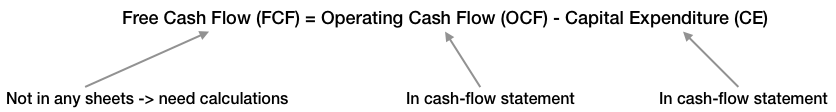 Free Cash Flow (FCF) = Operating Cash Flow (OCF) - Capital Expenditure (CE)
Not in any sheets -> need calculations
In cash-flow statement
In cash-flow statement